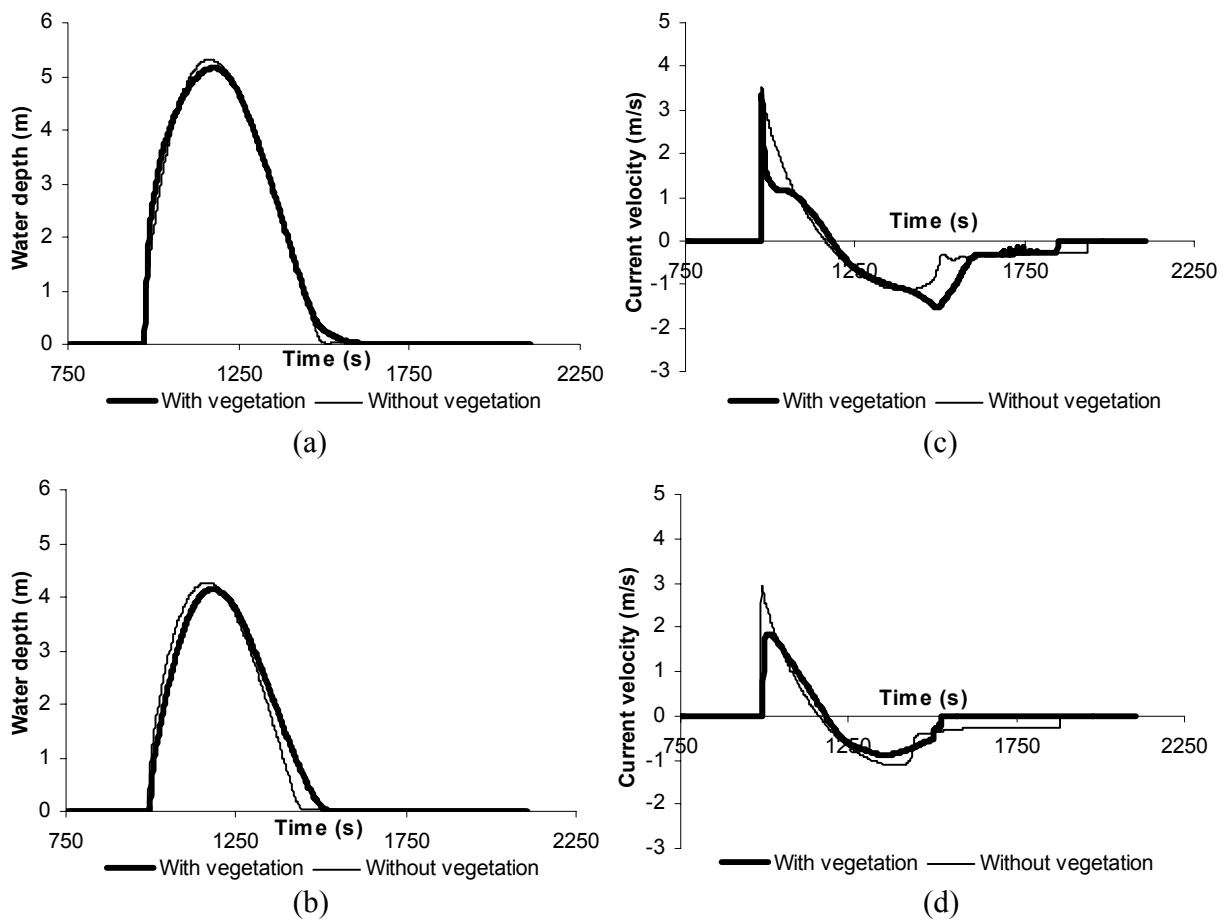 6
5
4
3
2
1
0
Water depth (m)
Time (s)
750 1250 1750 2250
With vegetation Without vegetation
(a)
5
4
3
2
1
0
-1
-2
-3
Current velocity (m/s)
Time (s)
750 1250 1750 2250
With vegetation Without vegetation
(c)
6
5
4
3
2
1
0
Water depth (m)
Time (s)
750 1250 1750 2250
With vegetation Without vegetation
(b)
5
4
3
2
1
0
-1
-2
-3
Current velocity (m/s)
Time (s)
750 1250 1750 2250
With vegetation Without vegetation
(d)